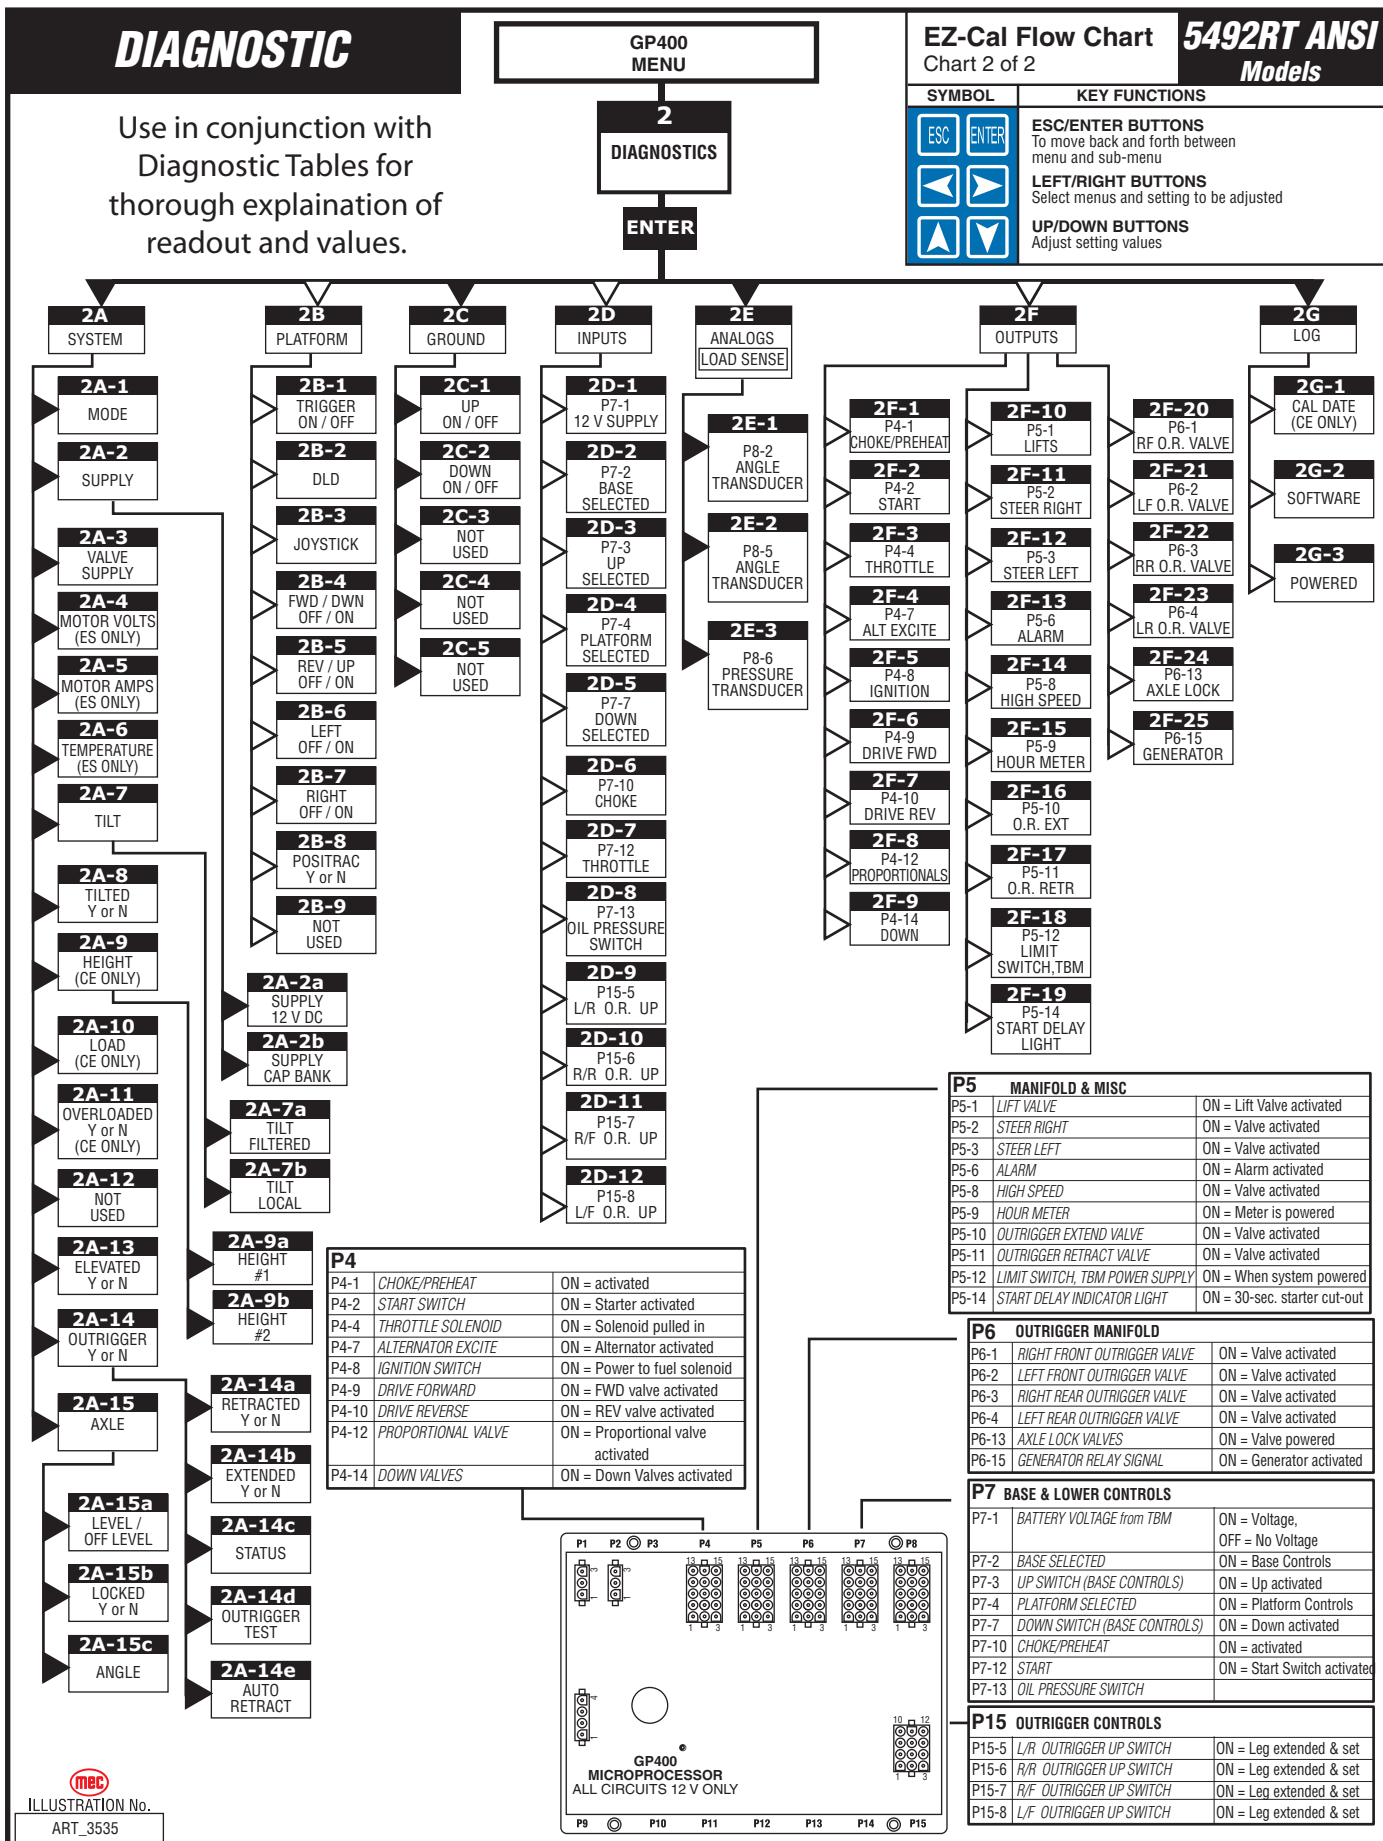 DIAGNOSTIC
Use in conjunction with
Diagnostic Tables for
thorough explaination of
readout and values.
GP400
MENU
2
DIAGNOSTICS
ENTER
EZ-Cal Flow Chart
Chart 2 of 2
5492RT ANSI
Models
SYMBOL KEY FUNCTIONS
ESC ENTER
ESC/ENTER BUTTONS
To move back and forth between
menu and sub-menu
LEFT/RIGHT BUTTONS
Select menus and setting to be adjusted
UP/DOWN BUTTONS
Adjust setting values
2A
SYSTEM
2B
PLATFORM
2C
GROUND
2D
INPUTS
2E
ANALOGS
LOAD SENSE
2F
OUTPUTS
2G
LOG
2A-1
MODE
2A-2
SUPPLY
2A-3
VALVE
SUPPLY
2A-4
MOTOR VOLTS
(ES ONLY)
2A-5
MOTOR AMPS
(ES ONLY)
2A-6
TEMPERATURE
(ES ONLY)
2A-7
TILT
2A-8
TILTED
Y or N
2A-9
HEIGHT
(CE ONLY)
2A-10
LOAD
(CE ONLY)
2A-11
OVERLOADED
Y or N
(CE ONLY)
2A-12
NOT
USED
2A-13
ELEVATED
Y or N
2A-14
OUTRIGGER
Y or N
2A-15
AXLE
2A-15a
LEVEL /
OFF LEVEL
2A-15b
LOCKED
Y or N
2A-15c
ANGLE
2A-2a
SUPPLY
12 V DC
2A-2b
SUPPLY
CAP BANK
2A-7a
TILT
FILTERED
2A-7b
TILT
LOCAL
2A-9a
HEIGHT
#1
2A-9b
HEIGHT
#2
2A-14a
RETRACTED
Y or N
2A-14b
EXTENDED
Y or N
2A-14c
STATUS
2A-14d
OUTRIGGER
TEST
2A-14e
AUTO
RETRACT
2B-1
TRIGGER
ON / OFF
2B-2
DLD
2B-3
JOYSTICK
2B-4
FWD / DWN
OFF / ON
2B-5
REV / UP
OFF / ON
2B-6
LEFT
OFF / ON
2B-7
RIGHT
OFF / ON
2B-8
POSITRAC
Y or N
2B-9
NOT
USED
2C-1
UP
ON / OFF
2C-2
DOWN
ON / OFF
2C-3
NOT
USED
2C-4
NOT
USED
2C-5
NOT
USED
2D-1
P7-1
12 V SUPPLY
2D-2
P7-2
BASE
SELECTED
2D-3
P7-3
UP
SELECTED
2D-4
P7-4
PLATFORM
SELECTED
2D-5
P7-7
DOWN
SELECTED
2D-6
P7-10
CHOKE
2D-7
P7-12
THROTTLE
2D-8
P7-13
OIL PRESSURE
SWITCH
2D-9
P15-5
L/R O.R. UP
2D-10
P15-6
R/R O.R. UP
2D-11
P15-7
R/F O.R. UP
2D-12
P15-8
L/F O.R. UP
2E-1
P8-2
ANGLE
TRANSDUCER
2E-2
P8-5
ANGLE
TRANSDUCER
2E-3
P8-6
PRESSURE
TRANSDUCER
2F-1
P4-1
CHOKE/PREHEAT
2F-2
P4-2
START
2F-3
P4-4
THROTTLE
2F-4
P4-7
ALT EXCITE
2F-5
P4-8
IGNITION
2F-6
P4-9
DRIVE FWD
2F-7
P4-10
DRIVE REV
2F-8
P4-12
PROPORTIONALS
2F-9
P4-14
DOWN
2F-10
P5-1
LIFTS
2F-11
P5-2
STEER RIGHT
2F-12
P5-3
STEER LEFT
2F-13
P5-6
ALARM
2F-14
P5-8
HIGH SPEED
2F-15
P5-9
HOUR METER
2F-16
P5-10
O.R. EXT
2F-17
P5-11
O.R. RETR
2F-18
P5-12
LIMIT
SWITCH,TBM
2F-19
P5-14
START DELAY
LIGHT
2F-20
P6-1
RF O.R. VALVE
2F-21
P6-2
LF O.R. VALVE
2F-22
P6-3
RR O.R. VALVE
2F-23
P6-4
LR O.R. VALVE
2F-24
P6-13
AXLE LOCK
2F-25
P6-15
GENERATOR
2G-1
CAL DATE
(CE ONLY)
2G-2
SOFTWARE
2G-3
POWERED
P4
P4-1 CHOKE/PREHEAT ON = activated
P4-2 START SWITCH ON = Starter activated
P4-4 THROTTLE SOLENOID ON = Solenoid pulled in
P4-7 ALTERNATOR EXCITE ON = Alternator activated
P4-8 IGNITION SWITCH ON = Power to fuel solenoid
P4-9 DRIVE FORWARD ON = FWD valve activated
P4-10 DRIVE REVERSE ON = REV valve activated
P4-12 PROPORTIONAL VALVE ON = Proportional valve
activated
P4-14 DOWN VALVES ON = Down Valves activated
P5 MANIFOLD & MISC
P5-1 LIFT VALVE ON = Lift Valve activated
P5-2 STEER RIGHT ON = Valve activated
P5-3 STEER LEFT ON = Valve activated
P5-6 ALARM ON = Alarm activated
P5-8 HIGH SPEED ON = Valve activated
P5-9 HOUR METER ON = Meter is powered
P5-10 OUTRIGGER EXTEND VALVE ON = Valve activated
P5-11 OUTRIGGER RETRACT VALVE ON = Valve activated
P5-12 LIMIT SWITCH, TBM POWER SUPPLY ON = When system powered
P5-14 START DELAY INDICATOR LIGHT ON = 30-sec. starter cut-out
P6 OUTRIGGER MANIFOLD
P6-1 RIGHT FRONT OUTRIGGER VALVE ON = Valve activated
P6-2 LEFT FRONT OUTRIGGER VALVE ON = Valve activated
P6-3 RIGHT REAR OUTRIGGER VALVE ON = Valve activated
P6-4 LEFT REAR OUTRIGGER VALVE ON = Valve activated
P6-13 AXLE LOCK VALVES ON = Valve powered
P6-15 GENERATOR RELAY SIGNAL ON = Generator activated
P7 BASE & LOWER CONTROLS
P7-1 BATTERY VOLTAGE from TBM ON = Voltage,
OFF = No Voltage
P7-2 BASE SELECTED ON = Base Controls
P7-3 UP SWITCH (BASE CONTROLS) ON = Up activated
P7-4 PLATFORM SELECTED ON = Platform Controls
P7-7 DOWN SWITCH (BASE CONTROLS) ON = Down activated
P7-10 CHOKE/PREHEAT ON = activated
P7-12 START ON = Start Switch activated
P7-13 OIL PRESSURE SWITCH
P15 OUTRIGGER CONTROLS
P15-5 L/R OUTRIGGER UP SWITCH ON = Leg extended & set
P15-6 R/R OUTRIGGER UP SWITCH ON = Leg extended & set
P15-7 R/F OUTRIGGER UP SWITCH ON = Leg extended & set
P15-8 L/F OUTRIGGER UP SWITCH ON = Leg extended & set
P1 P2 P3 P4 P5 P6 P7 P8
3 3 13 15 13 15 13 15 13 15 13 15
1 1 1 3 1 3 1 3 1 3 1 3
4
1
10 12
1 3
GP400
MICROPROCESSOR
ALL CIRCUITS 12 V ONLY
P9 P10 P11 P12 P13 P14 P15
mec
ILLUSTRATION No.
ART_3535